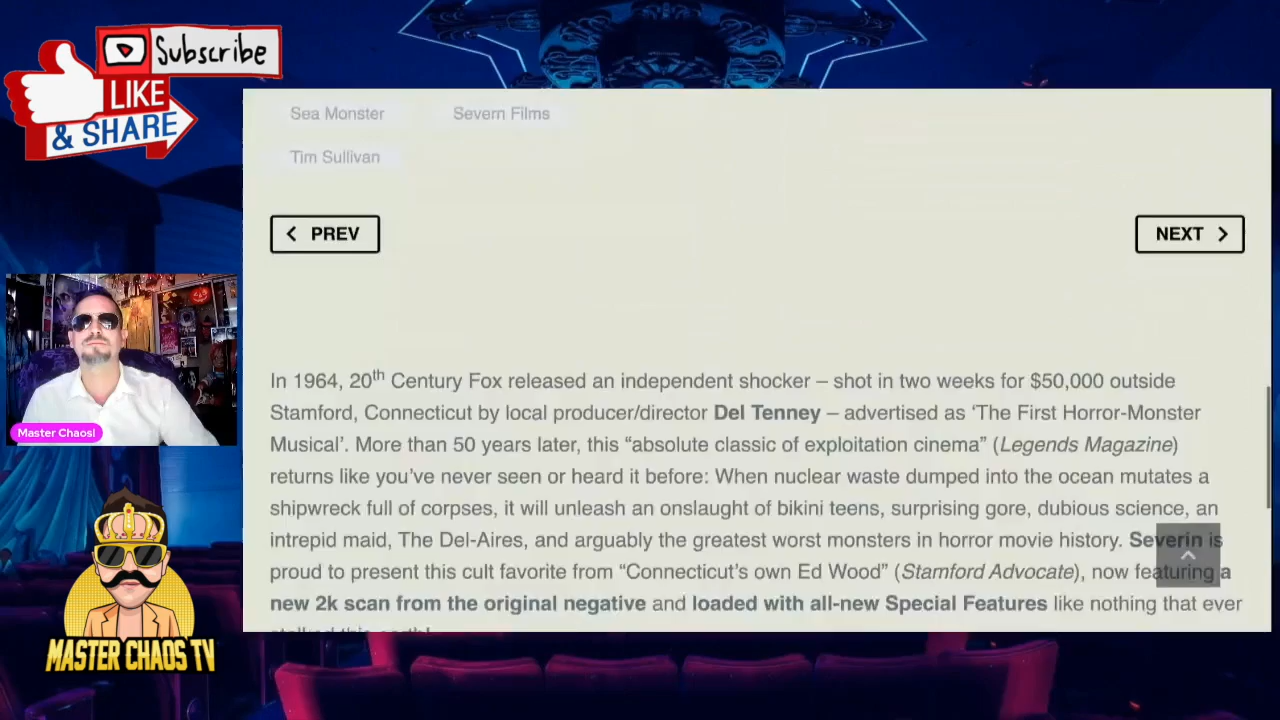 Subscribe
LIKE
& SHARE
Sea Monster
Severn Films
Tim Sullivan
PREV
NEXT
In 1964, 20th Century Fox released an independent shocker – shot in two weeks for $50,000 outside
Stamford, Connecticut by local producer/director Del Tenney – advertised as ‘The First Horror-Monster
Musical’. More than 50 years later, this “absolute classic of exploitation cinema” (Legends Magazine)
returns like you’ve never seen or heard it before: When nuclear waste dumped into the ocean mutates a
shipwreck full of corpses, it will unleash an onslaught of bikini teens, surprising gore, dubious science, an
intrepid maid, The Del-Aires, and arguably the greatest worst monsters in horror movie history. Severin is
proud to present this cult favorite from “Connecticut’s own Ed Wood” (Stamford Advocate), now featuring a
new 2k scan from the original negative and loaded with all-new Special Features like nothing that ever
Master Chaos!
MASTER CHAOS TV